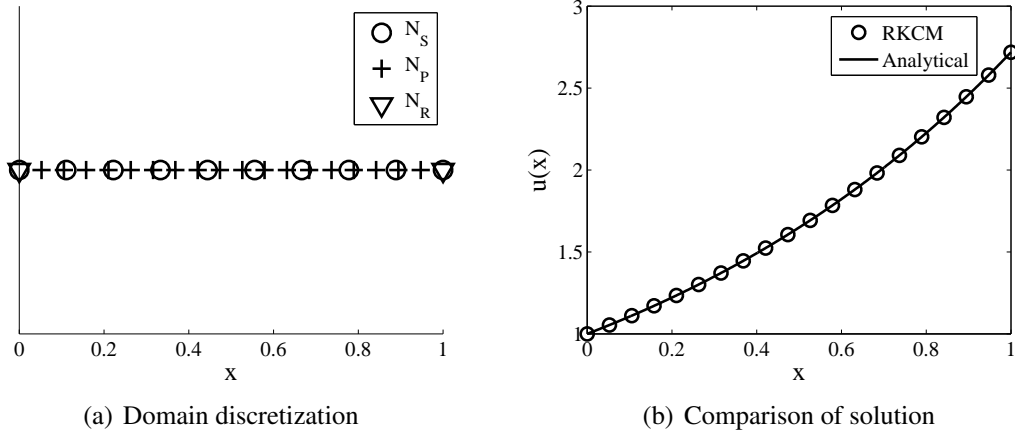 N_S
N_P
N_R
0 0.2 0.4 0.6 0.8 1
x
(a) Domain discretization
3
2.5
2
1.5
1
u(x)
RKCM
Analytical
0 0.2 0.4 0.6 0.8 1
x
(b) Comparison of solution